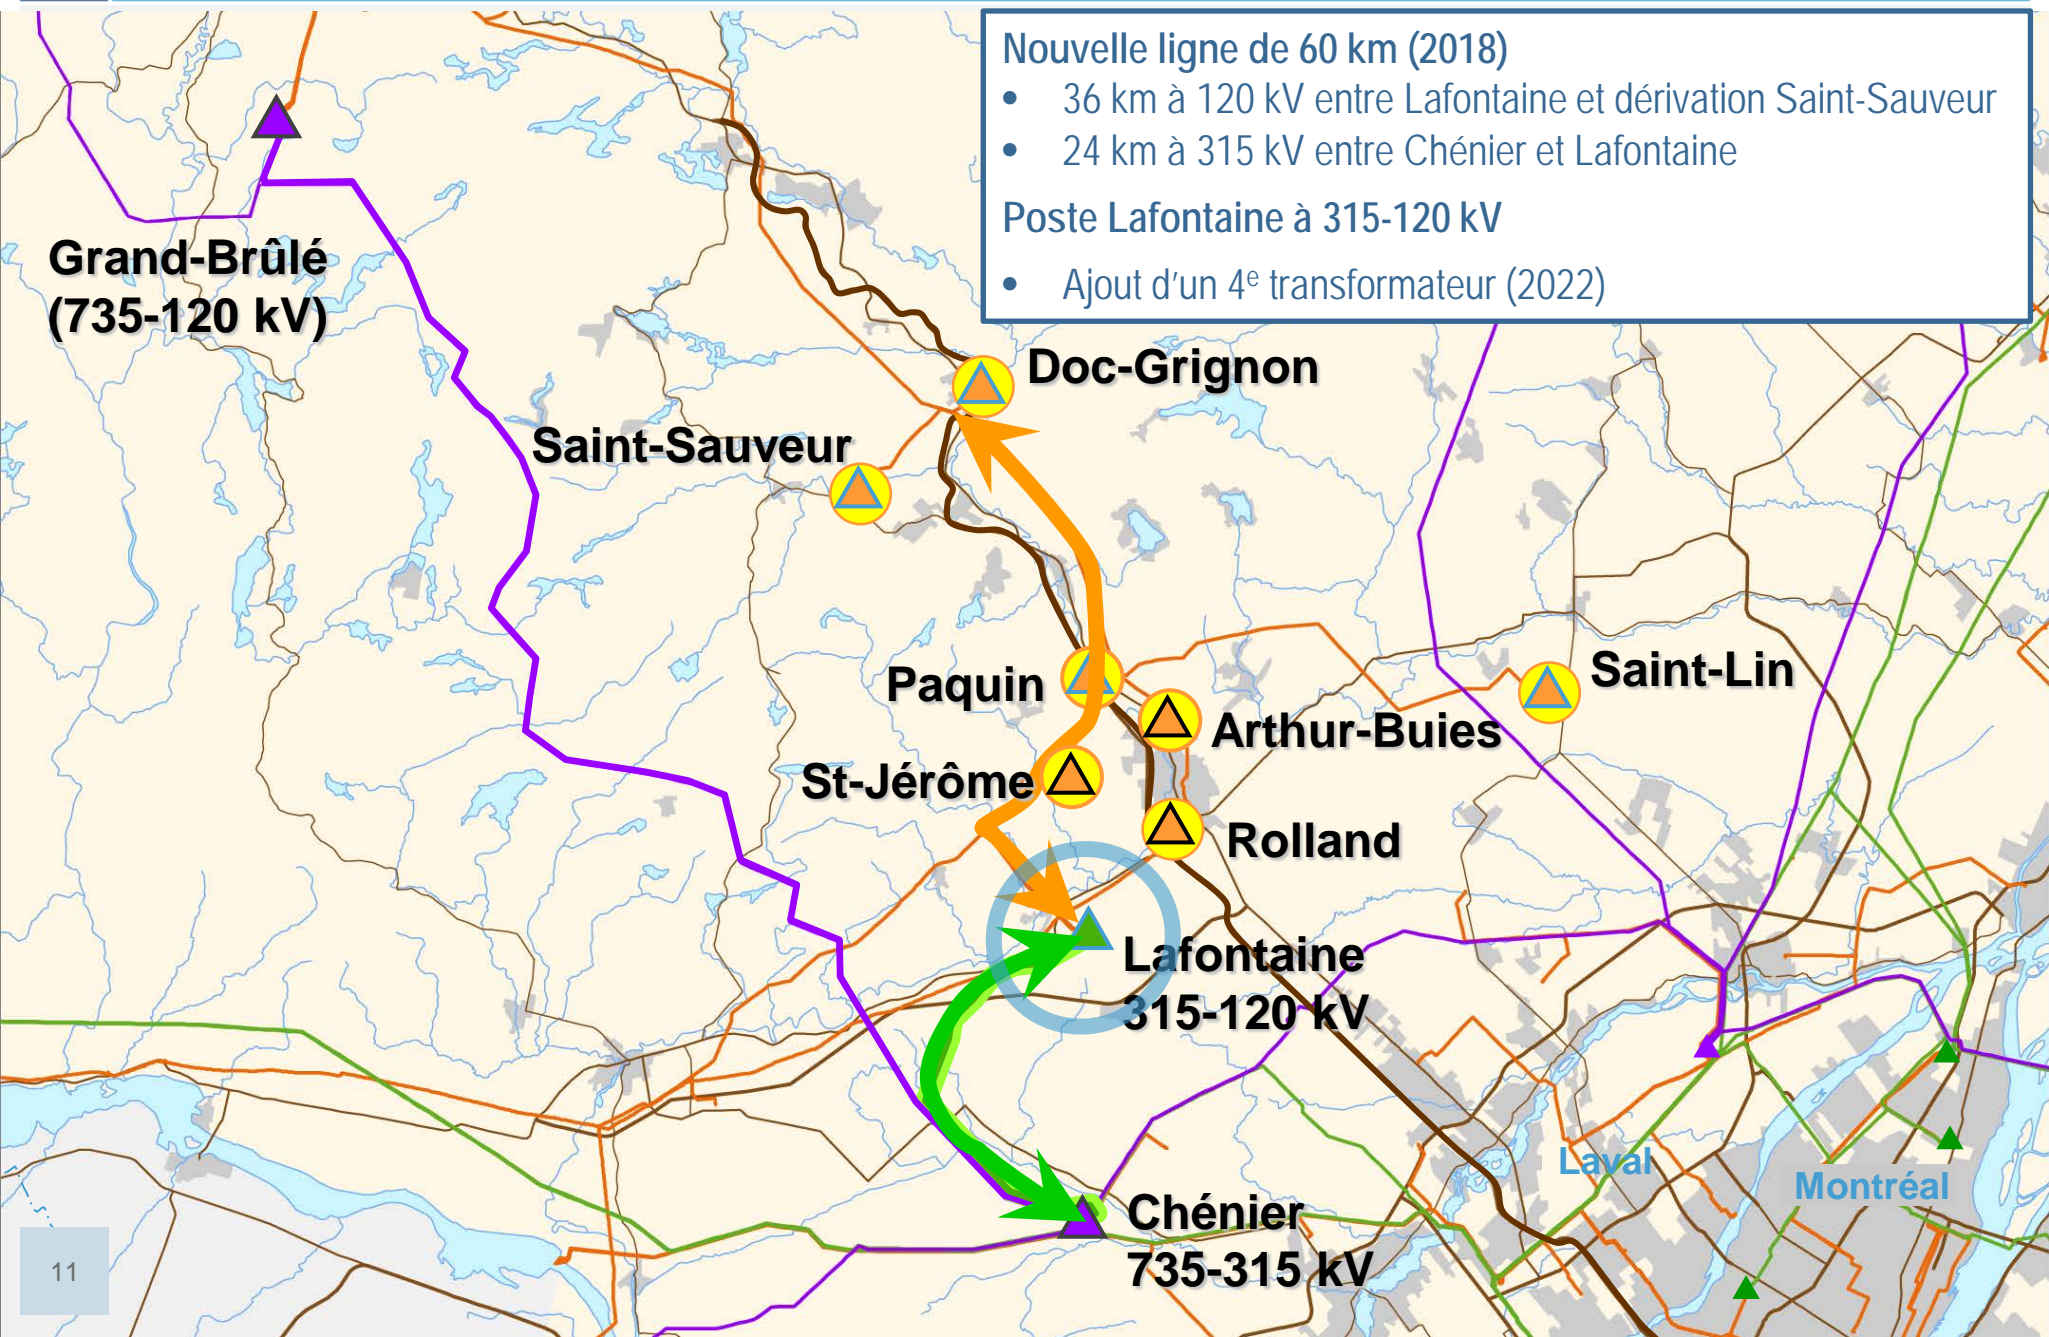 Nouvelle ligne de 60 km (2018)
• 36 km à 120 kV entre Lafontaine et dérivation Saint-Sauveur
• 24 km à 315 kV entre Chénier et Lafontaine
Poste Lafontaine à 315-120 kV
• Ajout d'un 4e transformateur (2022)
Grand-Brûlé
(735-120 kV)
Doc-Grignon
Saint-Sauveur
Paquin
Saint-Lin
Arthur-Buies
St-Jérôme
Rolland
Lafontaine
315-120 kV
Laval
Montréal
Chénier
735-315 kV
11